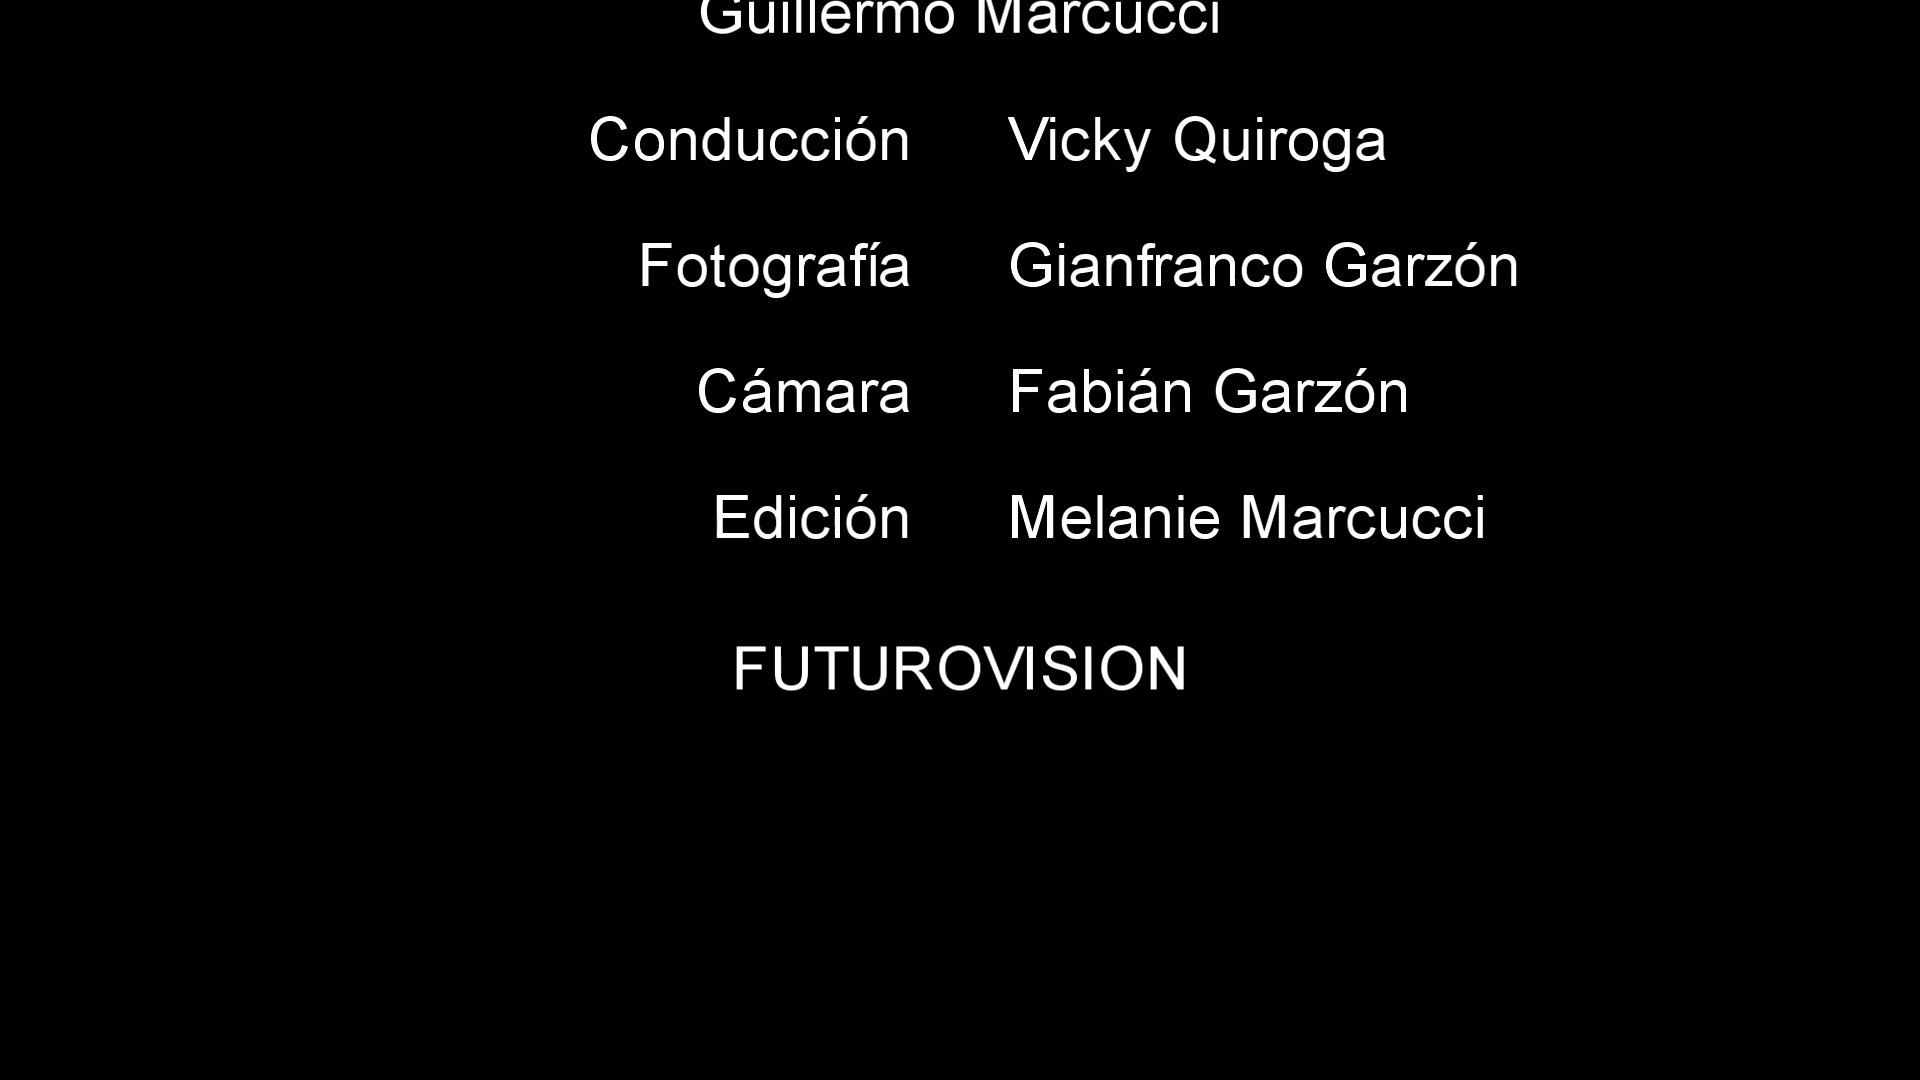 Guillermo Marcucci
Conducción Vicky Quiroga
Fotografía Gianfranco Garzón
Cámara Fabián Garzón
Edición Melanie Marcucci
FUTUROVISION